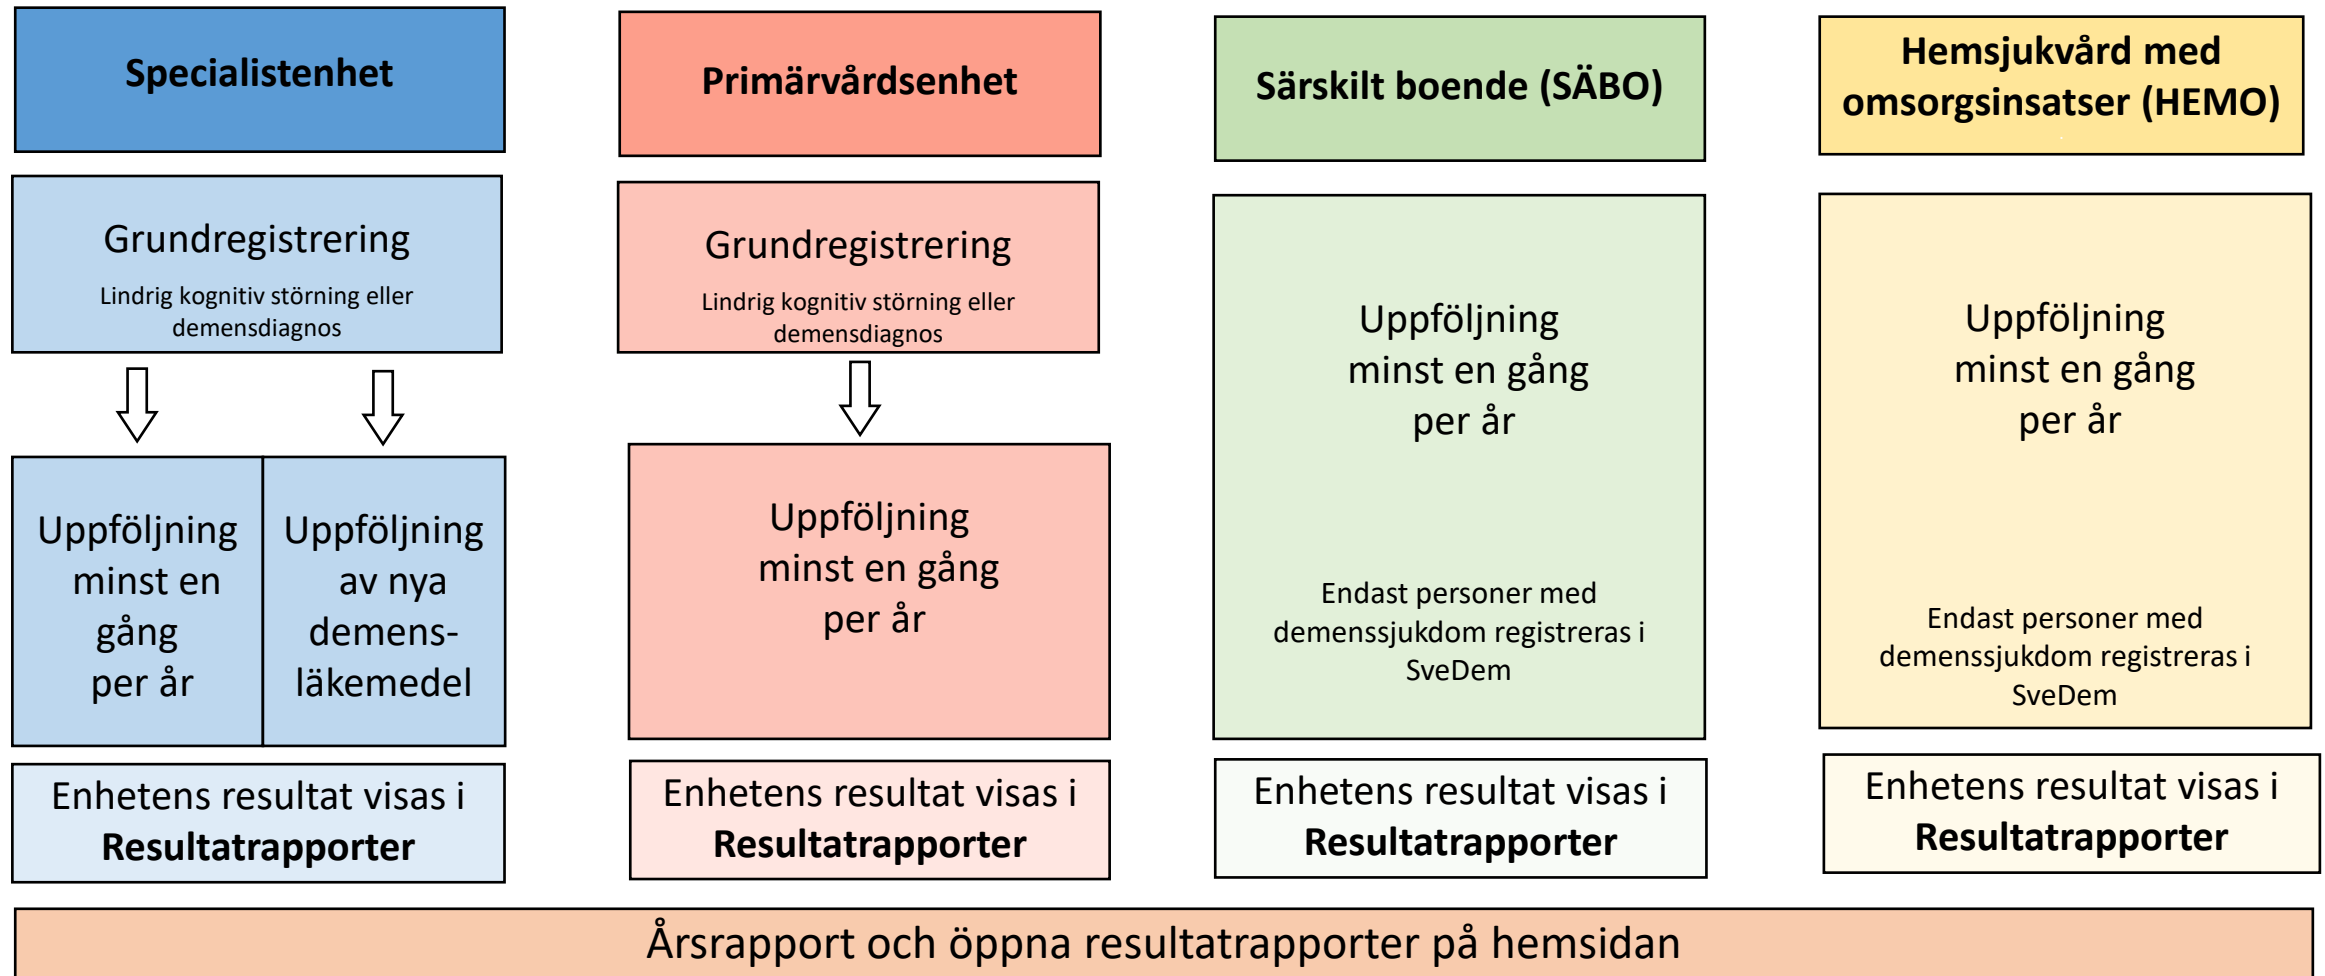 Specialistenhet
Grundregistrering
Lindrig kognitiv störning eller
demensdiagnos
Uppföljning
minst en
gång
per år
Uppföljning
av nya
demens-
läkemedel
Enhetens resultat visas i
Resultatrapporter
Primärvårdsenhet
Grundregistrering
Lindrig kognitiv störning eller
demensdiagnos
Uppföljning
minst en gång
per år
Enhetens resultat visas i
Resultatrapporter
Särskilt boende (SÄBO)
Uppföljning
minst en gång
per år
Endast personer med
demenssjukdom registreras i
SveDem
Enhetens resultat visas i
Resultatrapporter
Hemsjukvård med
omsorgsinsatser (HEMO)
Uppföljning
minst en gång
per år
Endast personer med
demenssjukdom registreras i
SveDem
Enhetens resultat visas i
Resultatrapporter
Årsrapport och öppna resultatrapporter på hemsidan